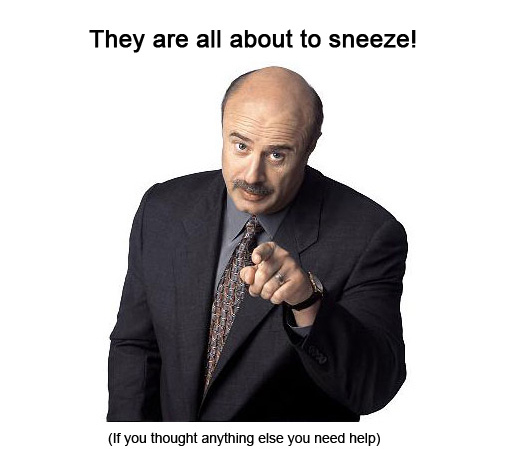 They are all about to sneeze!
(If you thought anything else you need help)